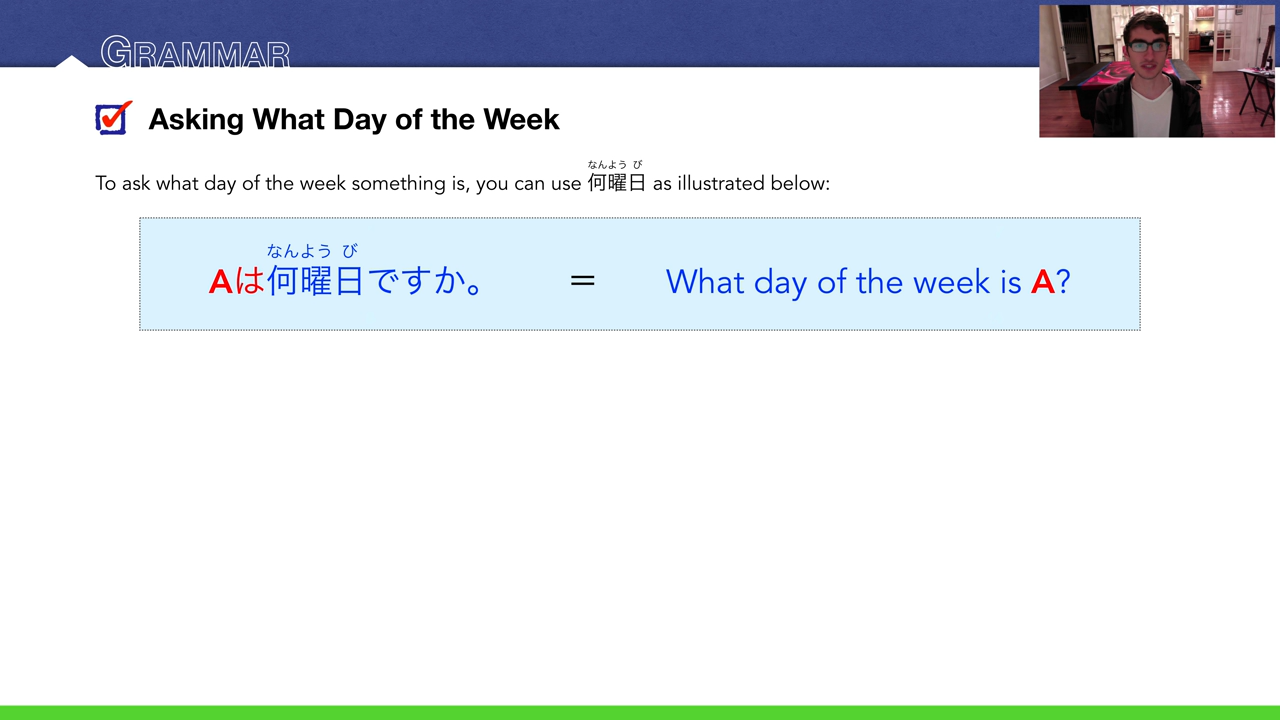 GRAMMAR
Asking What Day of the Week
なんよう び
To ask what day of the week something is, you can use 何曜日 as illustrated below:
なんよう び
Aは何曜日ですか。 = What day of the week is A?